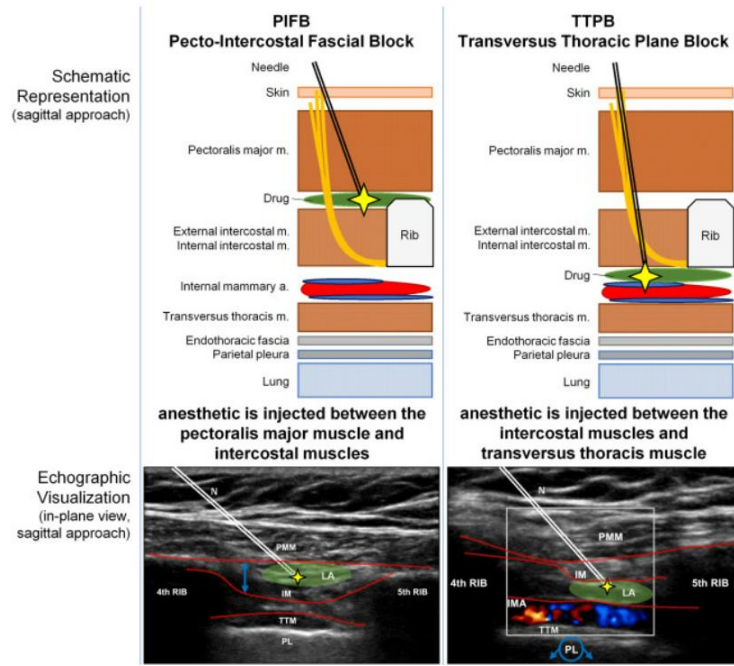 PIFB
Pecto-Intercostal Fascial Block
TTPB
Transversus Thoracic Plane Block
Schematic
Representation
(sagittal approach)
Needle
Skin
Pectoralis major m.
Drug
External intercostal m.
Internal intercostal m.
Rib
Internal mammary a.
Transversus thoracis m.
Endothoracic fascia
Parietal pleura
Lung
Needle
Skin
Pectoralis major m.
External intercostal m.
Internal intercostal m.
Rib
Drug
Transversus thoracis m.
Endothoracic fascia
Parietal pleura
Lung
anesthetic is injected between the
pectoralis major muscle and
intercostal muscles
anesthetic is injected between the
intercostal muscles and
transversus thoracis muscle
Echographic
Visualization
(in-plane view,
sagittal approach)
N
PMM
LA
4th RIB
IM
5th RIB
TTM
PL
N
PMM
IM
4th RIB
LA
5th RIB
IMA
TTM
PL